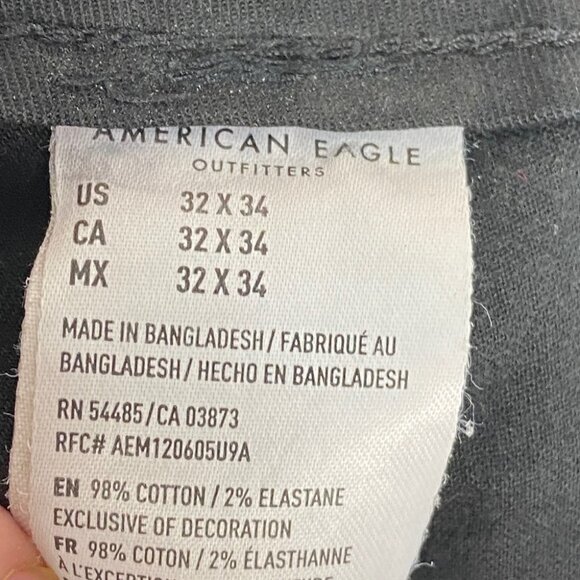 AMERICAN EAGLE
OUTFITTERS
US 32 X 34
CA 32 X 34
MX 32 X 34
MADE IN BANGLADESH / FABRIQUÉ AU
BANGLADESH / HECHO EN BANGLADESH
RN 54485 / CA 03873
RFC# AEM120605U9A
EN 98% COTTON / 2% ELASTANE
EXCLUSIVE OF DECORATION
FR 98% COTON / 2% ÉLASTHANNE